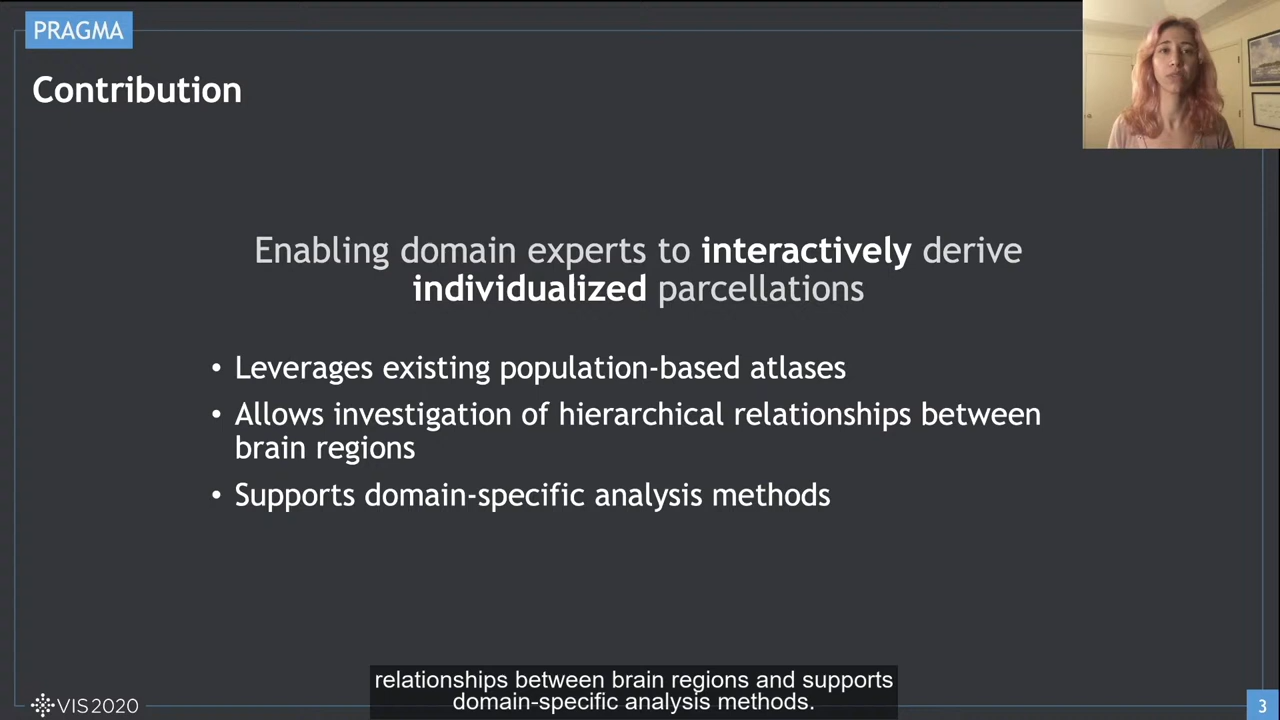 PRAGMA
Contribution
Enabling domain experts to interactively derive
individualized parcellations
• Leverages existing population-based atlases
• Allows investigation of hierarchical relationships between
brain regions
• Supports domain-specific analysis methods
relationships between brain regions and supports
domain-specific analysis methods.
VIS2020
3